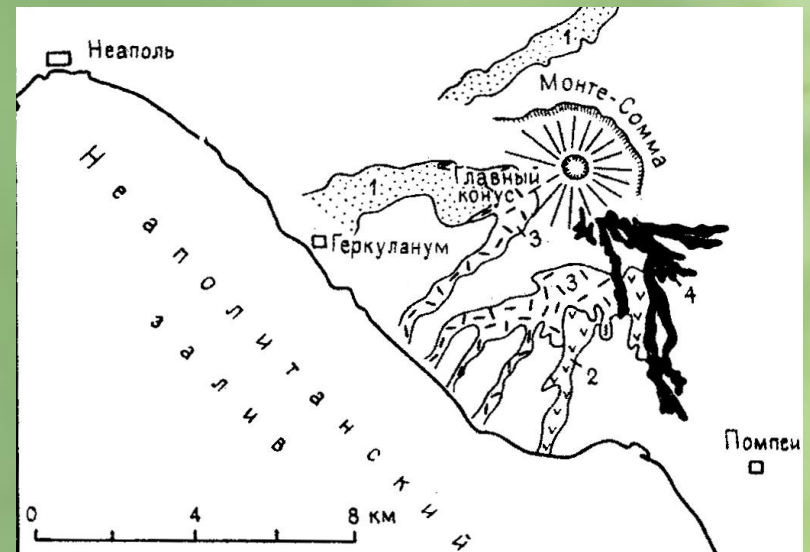 Неаполь
1
Монте-Сомма
1
Главный
конус
3
Геркуланум
3
4
2
Неаполитанский
залив
Помпеи
0 4 8 км